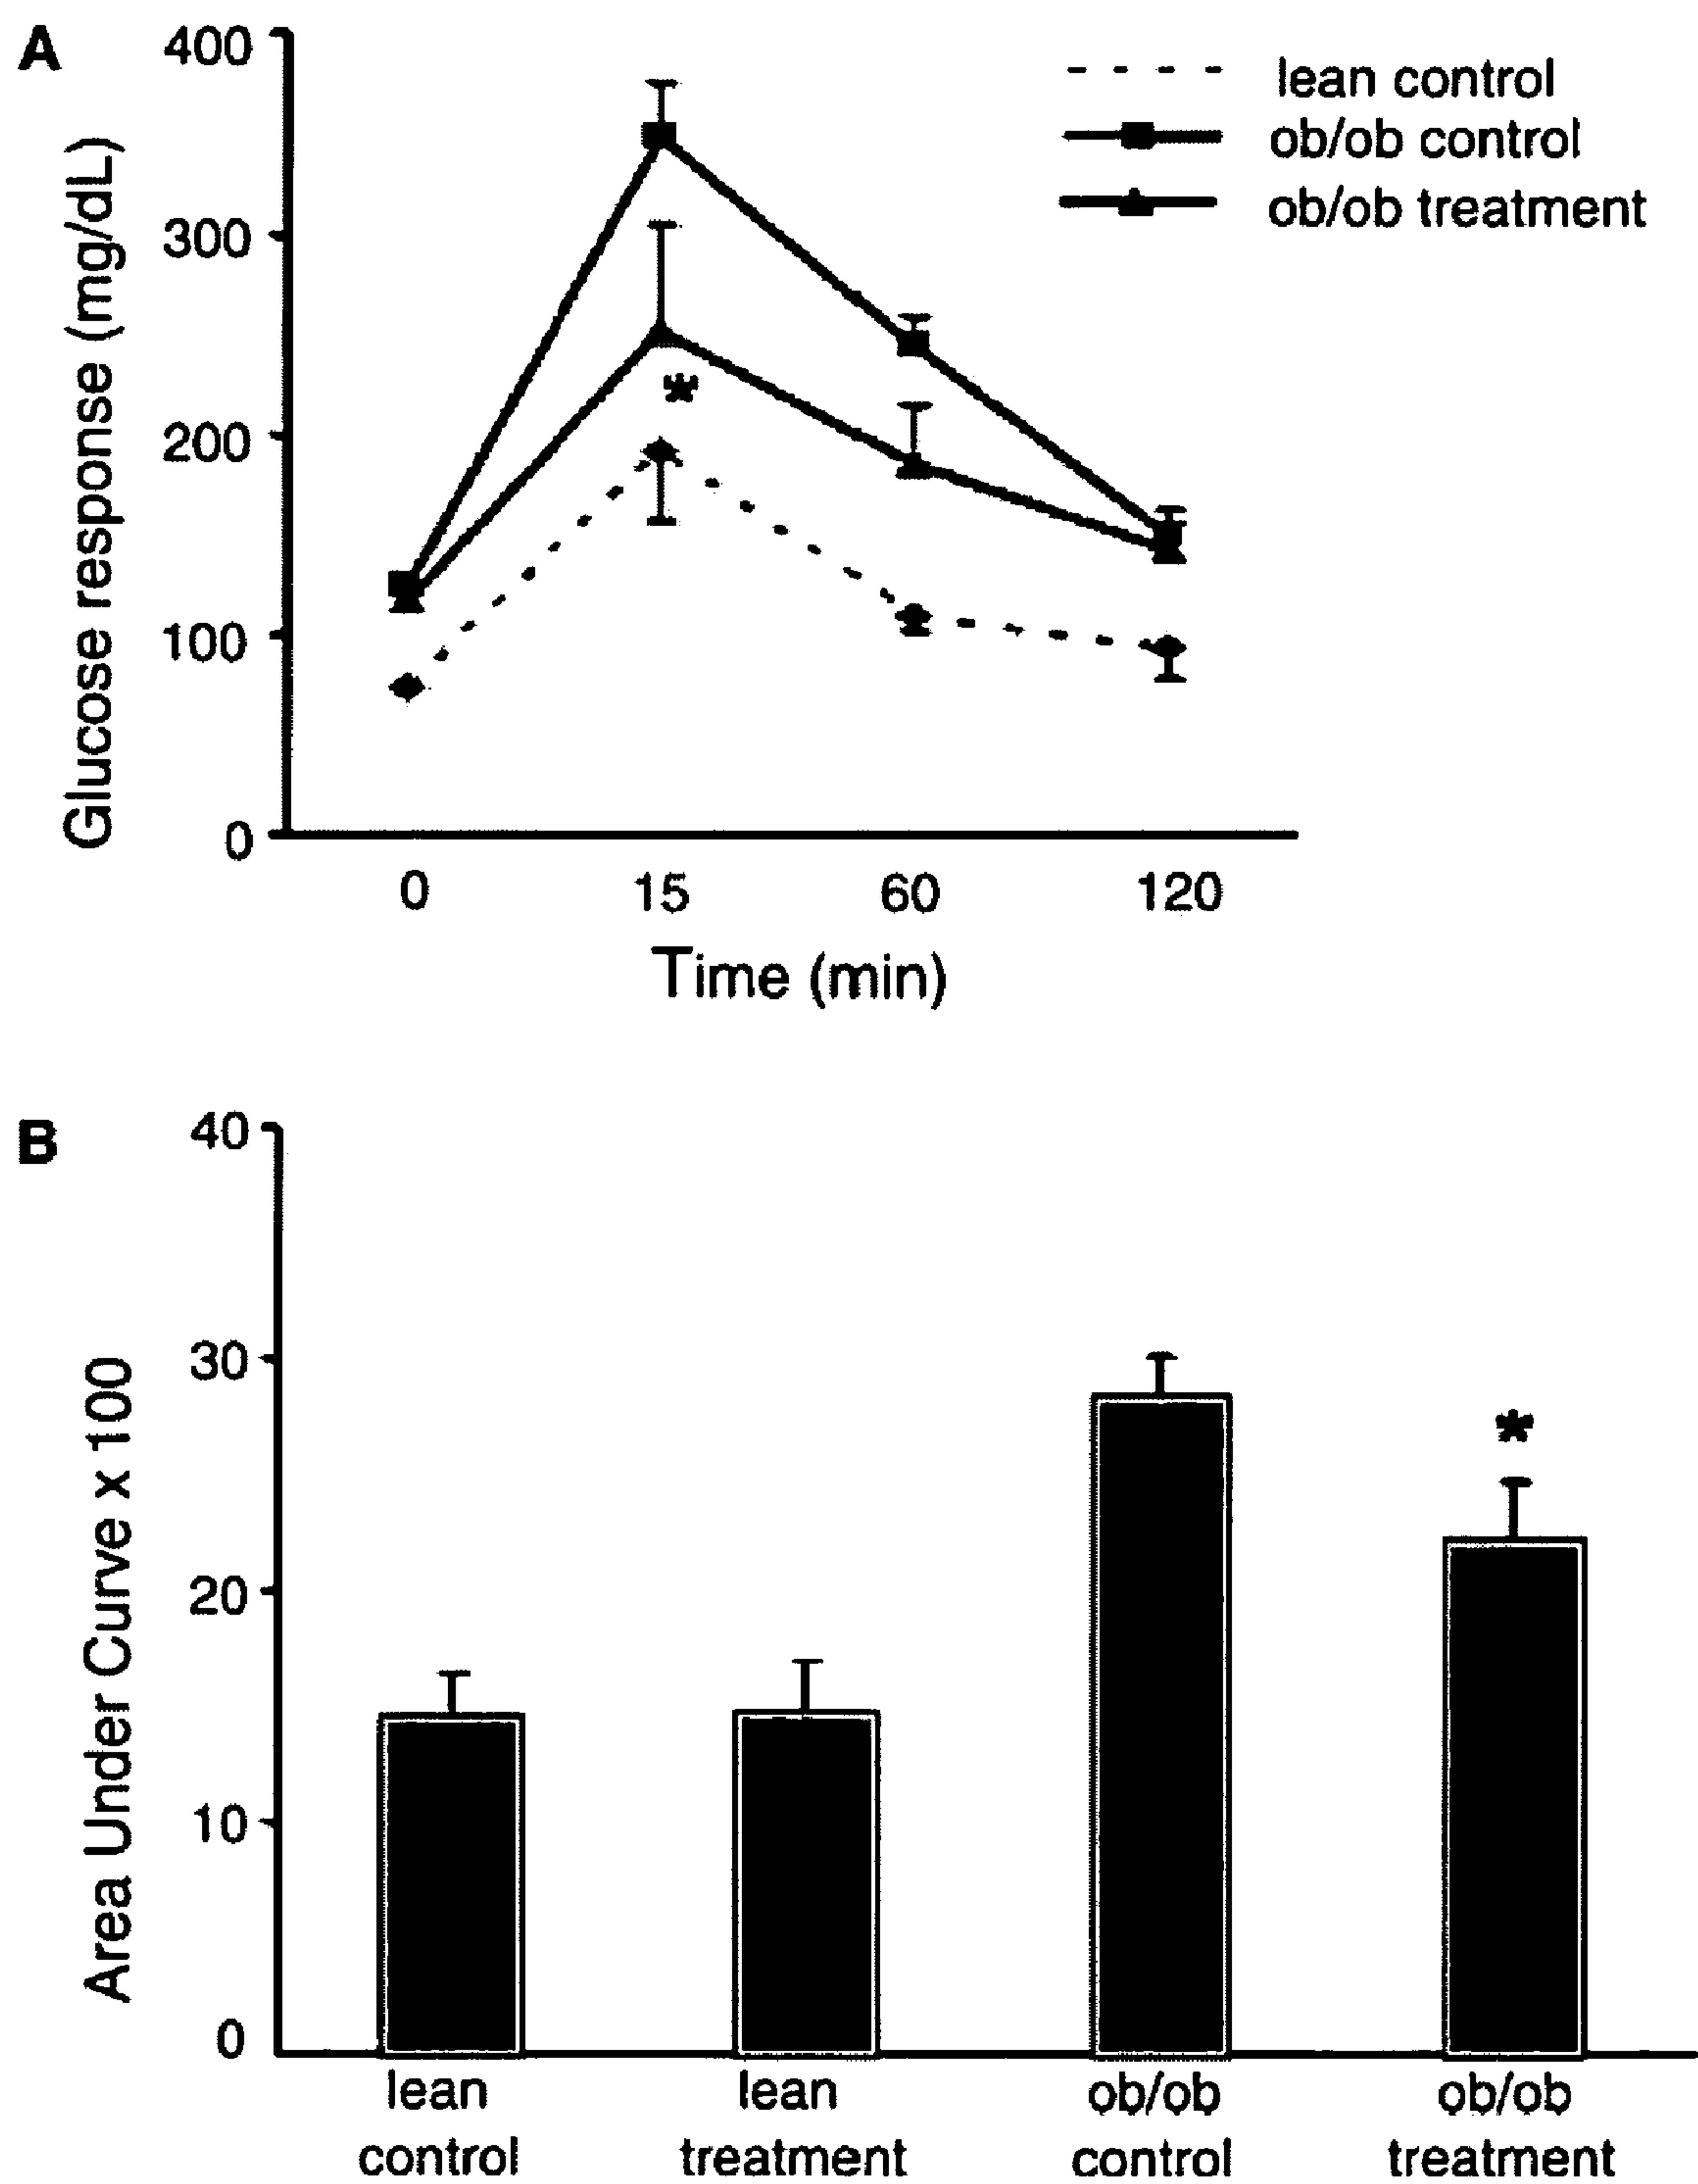 A
400
300
200
100
0
Glucose response (mg/dL)
lean control
ob/ob control
ob/ob treatment
*
0 15 60 120
Time (min)
B
40
30
20
10
0
Area Under Curve x 100
*
lean control
lean treatment
ob/ob control
ob/ob treatment